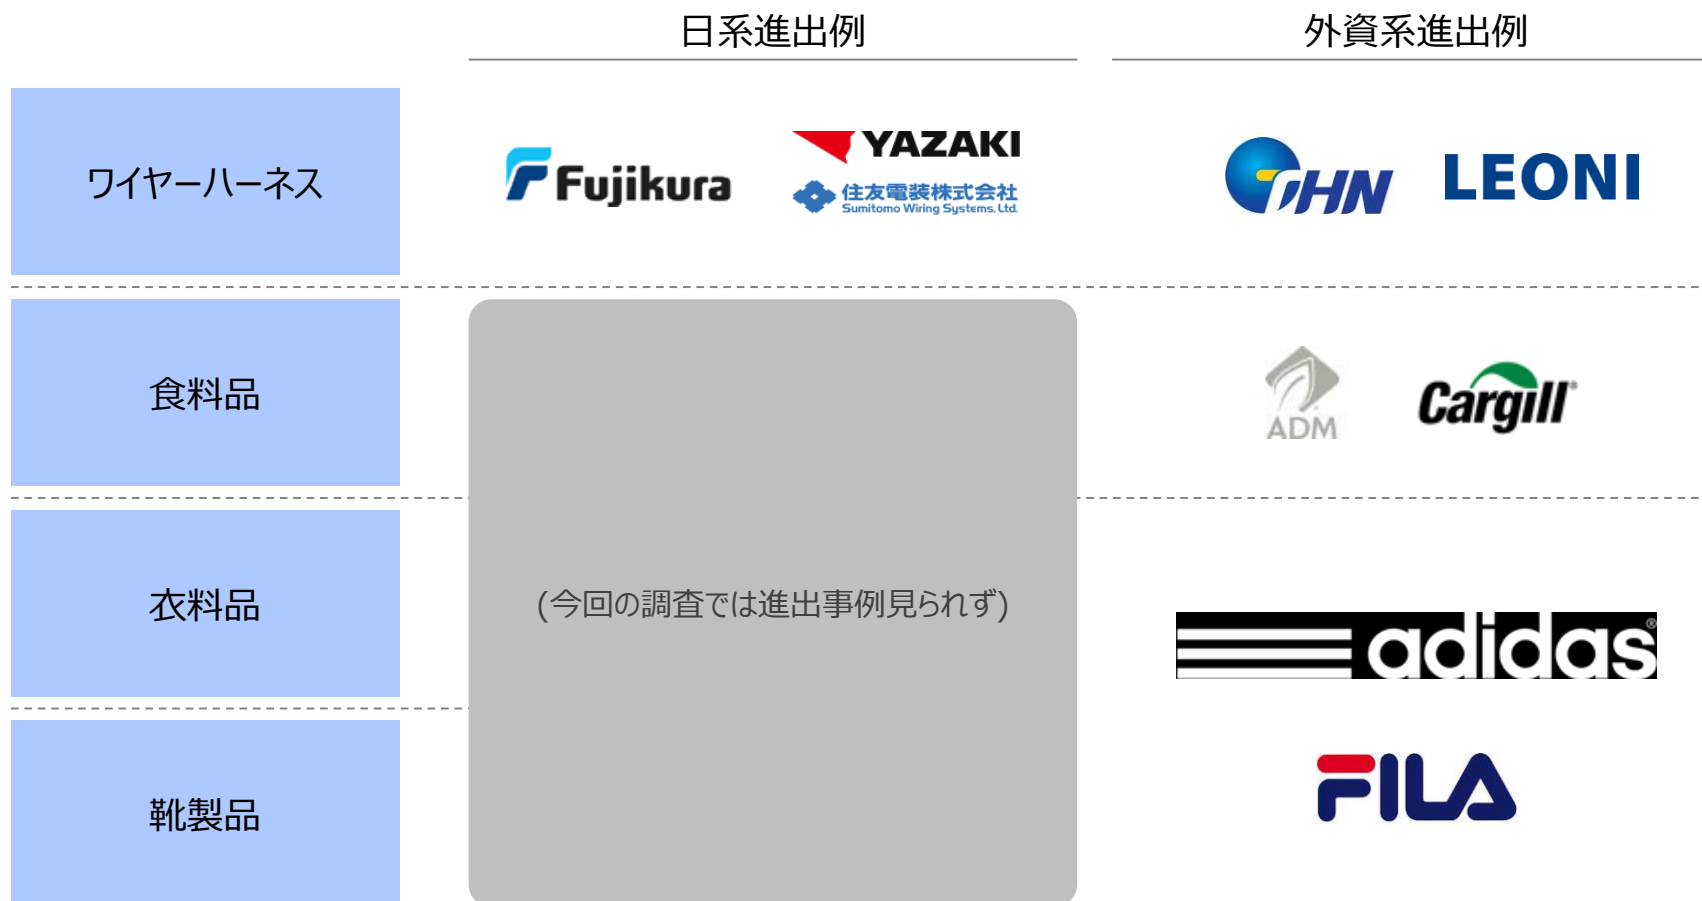 日系進出例
外資系進出例
ワイヤーハーネス
Fujikura
YAZAKI
住友電装株式会社
Sumitomo Wiring Systems, Ltd.
THN
LEONI
食料品
ADM
Cargill®
衣料品
(今回の調査では進出事例見られず)
adidas®
靴製品
FILA